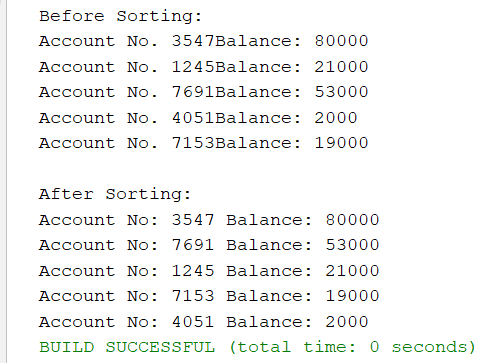 Before Sorting:
Account No. 3547Balance: 80000
Account No. 1245Balance: 21000
Account No. 7691Balance: 53000
Account No. 4051Balance: 2000
Account No. 7153Balance: 19000

After Sorting:
Account No: 3547 Balance: 80000
Account No: 7691 Balance: 53000
Account No: 1245 Balance: 21000
Account No: 7153 Balance: 19000
Account No: 4051 Balance: 2000
BUILD SUCCESSFUL (total time: 0 seconds)